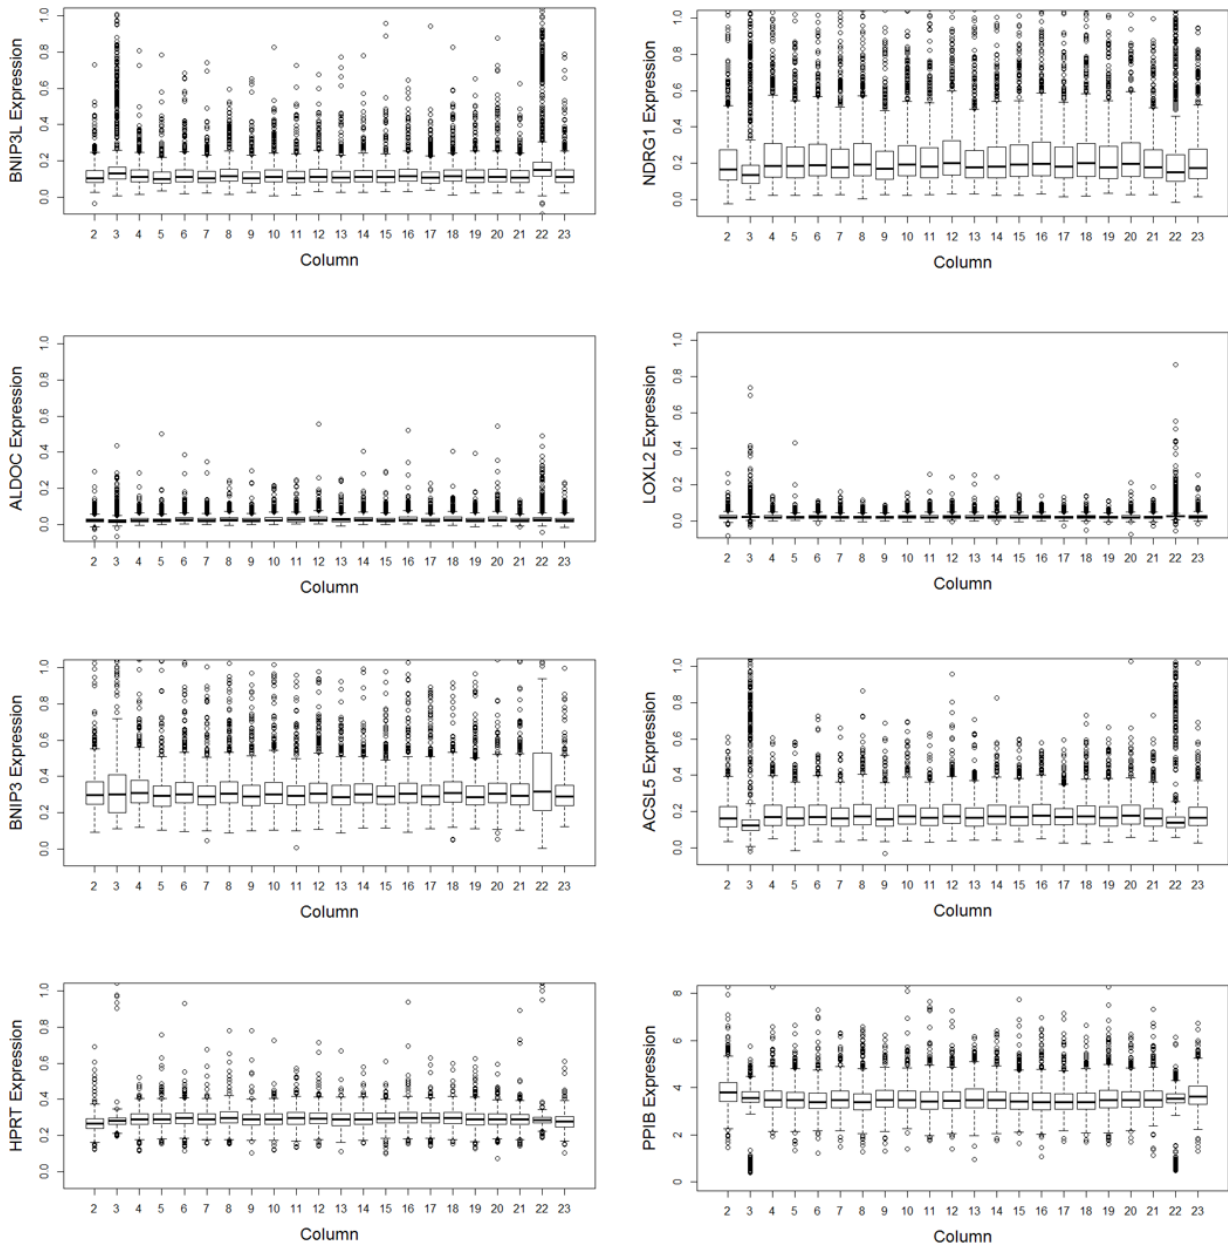 BNIP3L Expression
1.0
0.8
0.6
0.4
0.2
0.0
2 3 4 5 6 7 8 9 10 11 12 13 14 15 16 17 18 19 20 21 22 23
Column
NDRG1 Expression
1.0
0.8
0.6
0.4
0.2
0.0
2 3 4 5 6 7 8 9 10 11 12 13 14 15 16 17 18 19 20 21 22 23
Column
ALDOC Expression
1.0
0.8
0.6
0.4
0.2
0.0
2 3 4 5 6 7 8 9 10 11 12 13 14 15 16 17 18 19 20 21 22 23
Column
LOXL2 Expression
1.0
0.8
0.6
0.4
0.2
0.0
2 3 4 5 6 7 8 9 10 11 12 13 14 15 16 17 18 19 20 21 22 23
Column
BNIP3 Expression
1.0
0.8
0.6
0.4
0.2
0.0
2 3 4 5 6 7 8 9 10 11 12 13 14 15 16 17 18 19 20 21 22 23
Column
ACSL5 Expression
1.0
0.8
0.6
0.4
0.2
0.0
2 3 4 5 6 7 8 9 10 11 12 13 14 15 16 17 18 19 20 21 22 23
Column
HPRT Expression
1.0
0.8
0.6
0.4
0.2
0.0
2 3 4 5 6 7 8 9 10 11 12 13 14 15 16 17 18 19 20 21 22 23
Column
PPIB Expression
8
6
4
2
0
2 3 4 5 6 7 8 9 10 11 12 13 14 15 16 17 18 19 20 21 22 23
Column